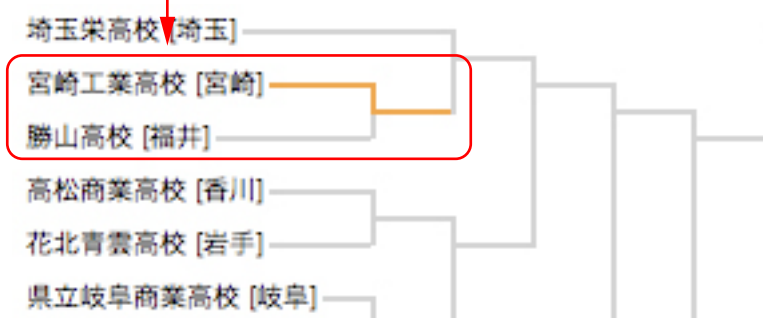 埼玉栄高校 [埼玉]
宮崎工業高校 [宮崎]
勝山高校 [福井]
高松商業高校 [香川]
花北青雲高校 [岩手]
県立岐阜商業高校 [岐阜]